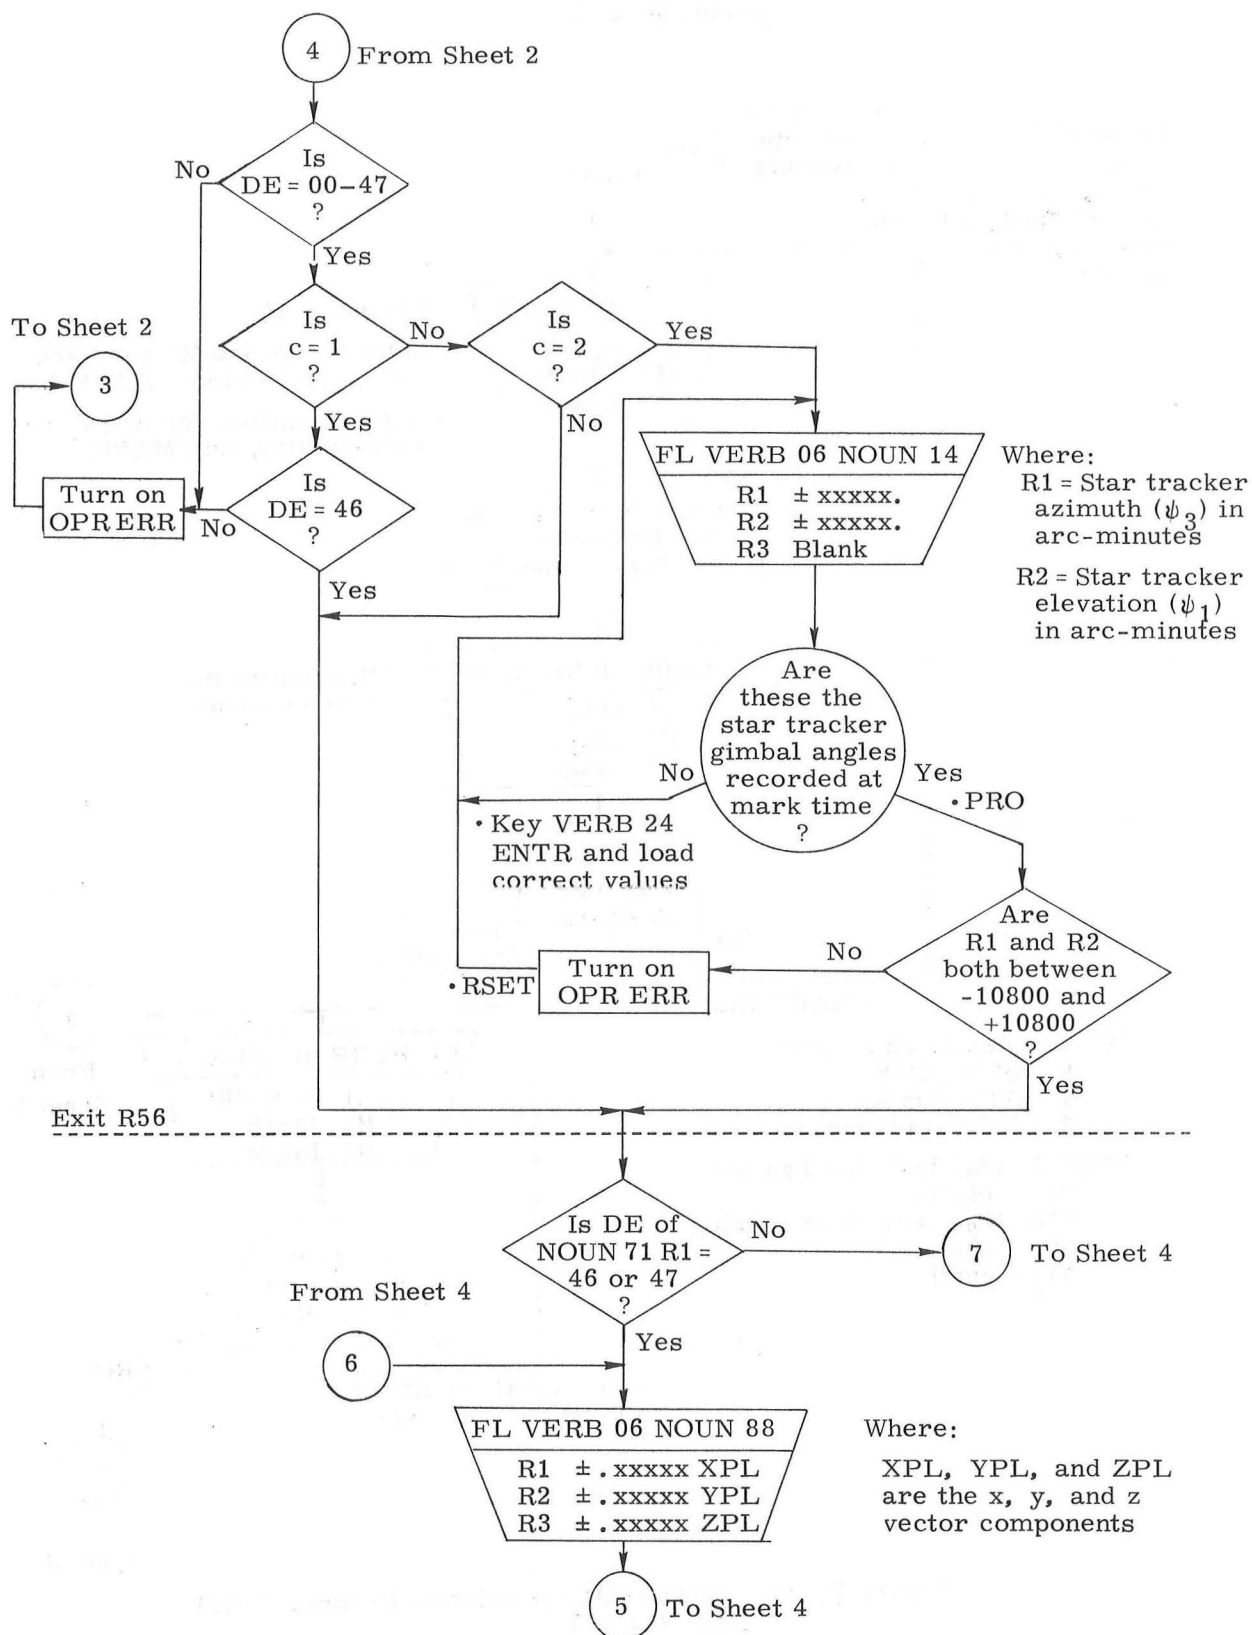 4 From Sheet 2
Is
DE = 00-47
?
No
Yes
To Sheet 2
3
Is
c = 1
?
No
Yes
Is
c = 2
?
Yes
No
Turn on
OPR ERR
Is
DE = 46
?
No
Yes
FL VERB 06 NOUN 14
R1 ± xxxxx.
R2 ± xxxxx.
R3 Blank
Where:
R1 = Star tracker
azimuth (ψ3) in
arc-minutes
R2 = Star tracker
elevation (ψ1)
in arc-minutes
Are
these the
star tracker
gimbal angles
recorded at
mark time
?
No
• Key VERB 24
ENTR and load
correct values
Yes
• PRO
Are
R1 and R2
both between
-10800 and
+10800
?
No
Turn on
OPR ERR
• RSET
Yes
Exit R56
Is DE of
NOUN 71 R1 =
46 or 47
?
No
7 To Sheet 4
Yes
From Sheet 4
6
FL VERB 06 NOUN 88
R1 ± .xxxxx XPL
R2 ± .xxxxx YPL
R3 ± .xxxxx ZPL
Where:
XPL, YPL, and ZPL
are the x, y, and z
vector components
5 To Sheet 4